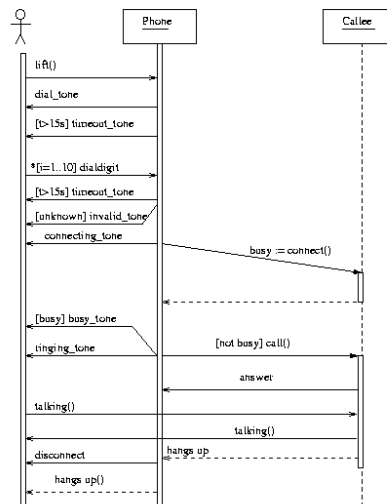 Phone
Callee
lift()
dial_tone
[t>15s] timeout_tone
*[i=1..10] dialdigit
[t>15s] timeout_tone
[unknown] invalid_tone
connecting_tone
busy := connect()
[busy] busy_tone
ringing_tone
[not busy] call()
answer
talking()
talking()
hangs up
disconnect
hangs up()